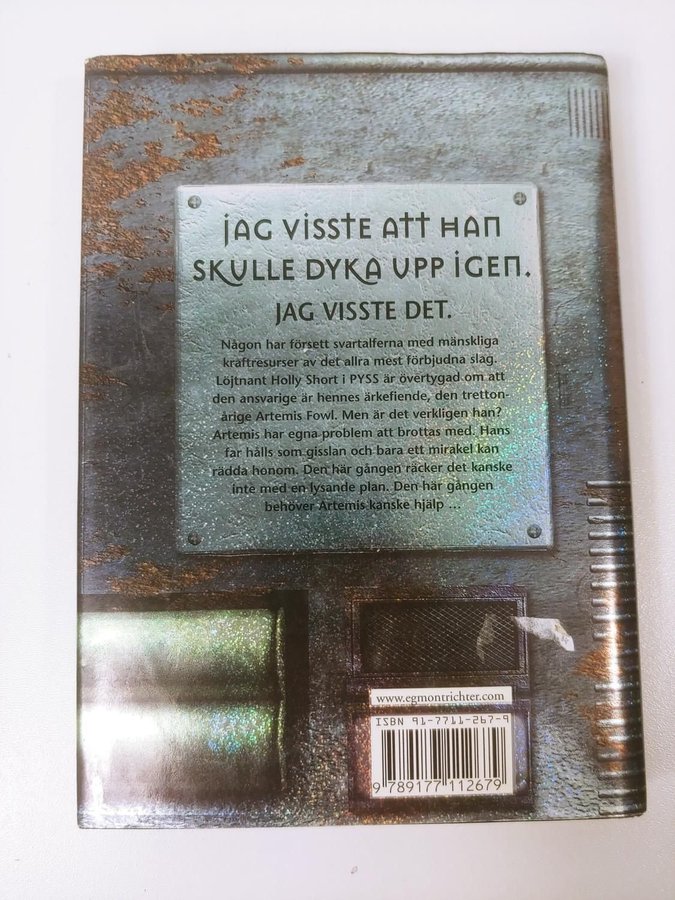 JAG VISSTE ATT HAN
SKULLE DYKA UPP IGEN.
JAG VISSTE DET.
Någon har försett svartalferna med mänskliga
kraftresurser av det allra mest förbjudna slag.
Löjtnant Holly Short i PYSS är övertygad om att
den ansvarige är hennes ärkefiende, den tretton-
årige Artemis Fowl. Men är det verkligen han?
Artemis har egna problem att brottas med. Hans
far hålls som gisslan och bara ett mirakel kan
rädda honom. Den här gången räcker det kanske
inte med en lysande plan. Den här gången
behöver Artemis kanske hjälp ...
www.egmontrichter.com
ISBN 91-7711-267-9
9 789177 112679